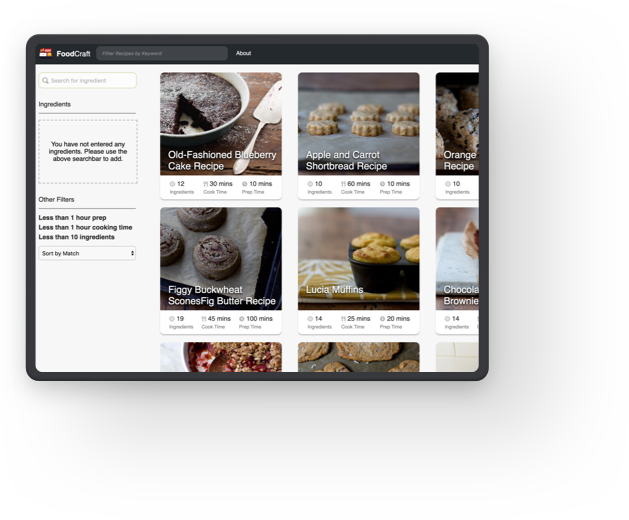 FoodCraft
Filter Recipes by Keyword
About
Search for ingredient
Ingredients
You have not entered any
ingredients. Please use the
above searchbar to add.
Other Filters
Less than 1 hour prep
Less than 1 hour cooking time
Less than 10 ingredients
Sort by Match
Old-Fashioned Blueberry
Cake Recipe
12
Ingredients
30 mins
Cook Time
10 mins
Prep Time
Apple and Carrot
Shortbread Recipe
10
Ingredients
60 mins
Cook Time
10 mins
Prep Time
Orange
Recipe
10
Ingredients
Figgy Buckwheat
SconesFig Butter Recipe
19
Ingredients
45 mins
Cook Time
100 mins
Prep Time
Lucia Muffins
14
Ingredients
25 mins
Cook Time
20 mins
Prep Time
Chocola
Brownie
14
Ingredients